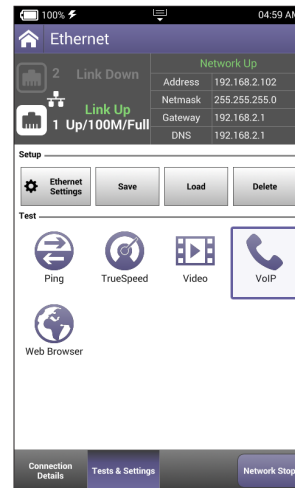 100% 04:59 AM
Ethernet
2 Link Down
Link Up
1 Up/100M/Full
Network Up
Address 192.168.2.102
Netmask 255.255.255.0
Gateway 192.168.2.1
DNS 192.168.2.1
Setup
Ethernet
Settings
Save
Load
Delete
Test
Ping
TrueSpeed
Video
VoIP
Web Browser
Connection
Details
Tests & Settings
Network Stop